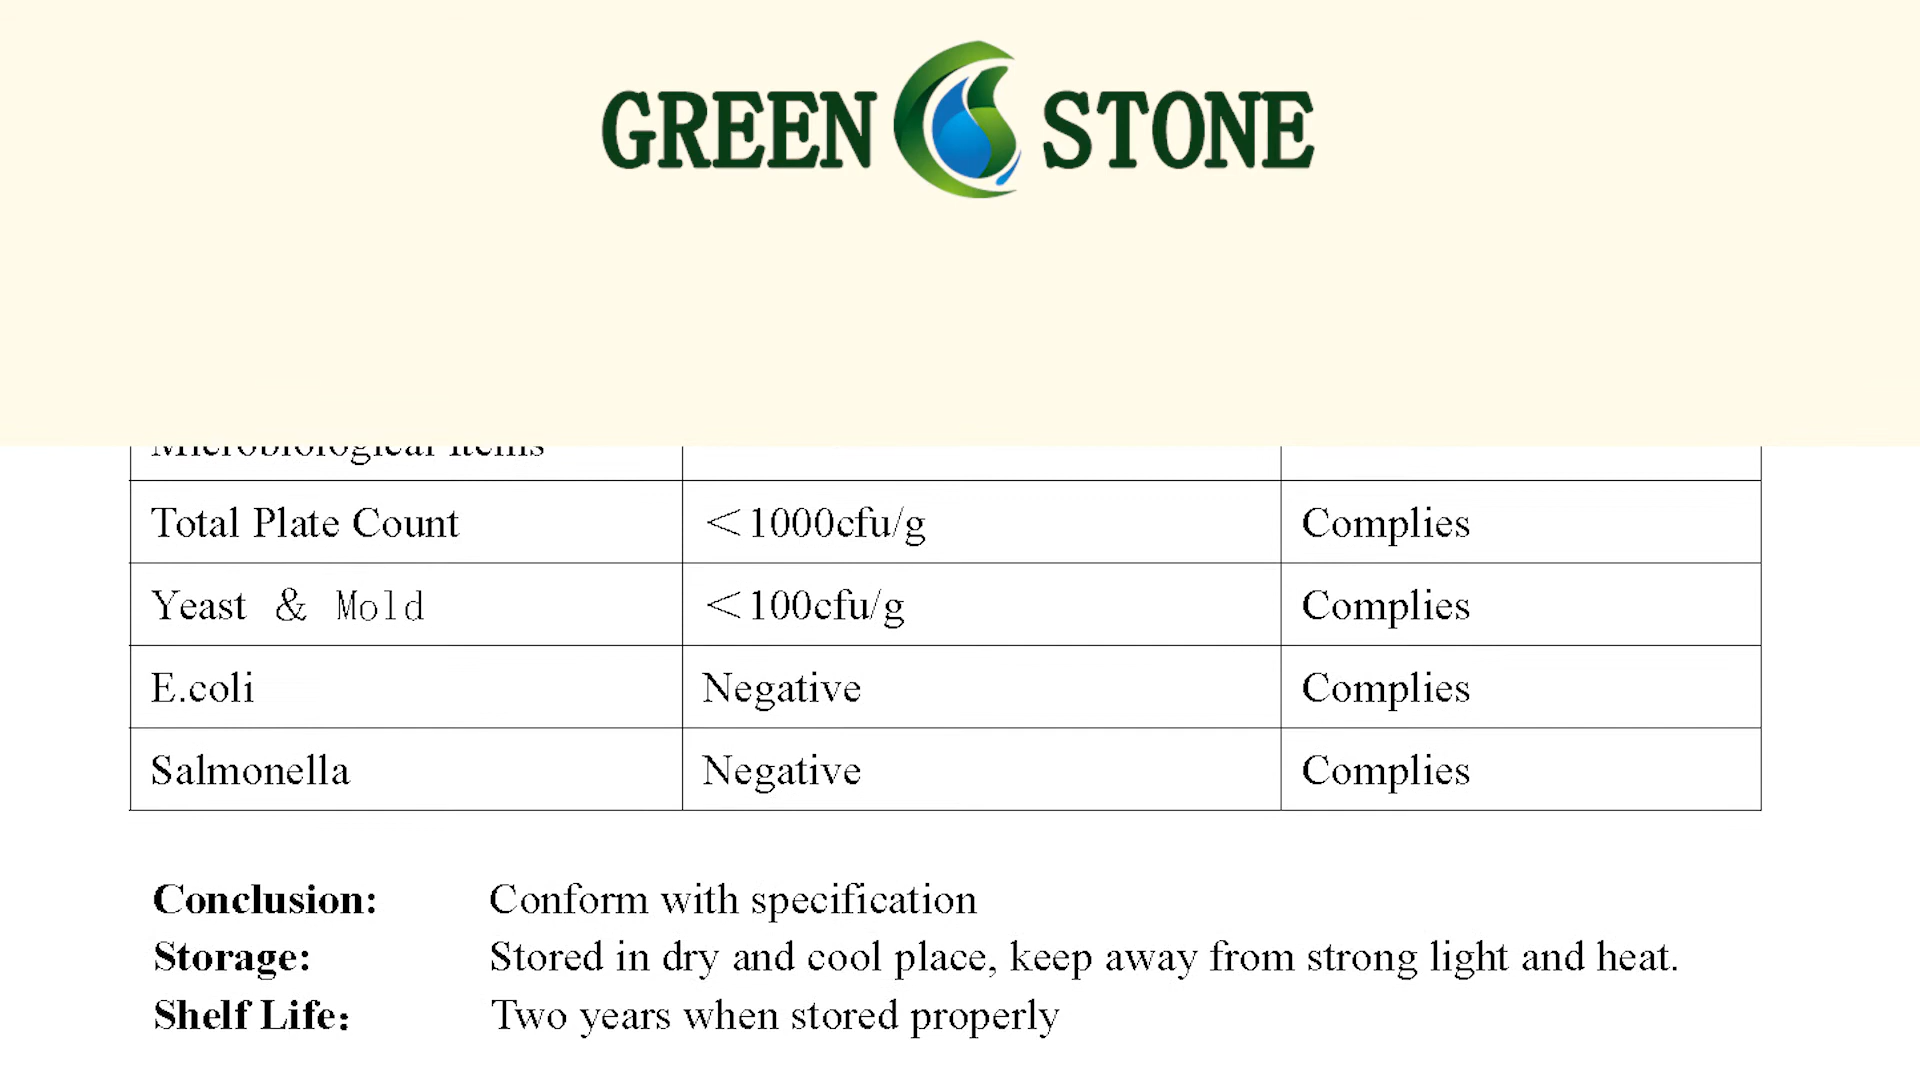 GREEN STONE
Microbiological Items
Total Plate Count <1000cfu/g Complies
Yeast & Mold <100cfu/g Complies
E.coli Negative Complies
Salmonella Negative Complies
Conclusion: Conform with specification
Storage: Stored in dry and cool place, keep away from strong light and heat.
Shelf Life: Two years when stored properly